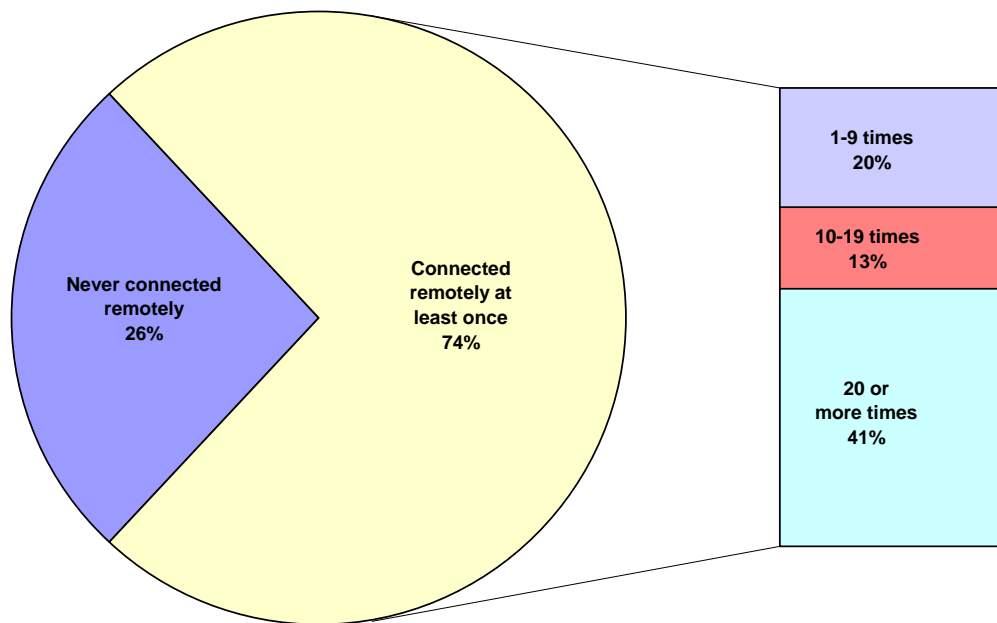 Never connected
remotely
26%
Connected
remotely at
least once
74%
1-9 times
20%
10-19 times
13%
20 or
more times
41%